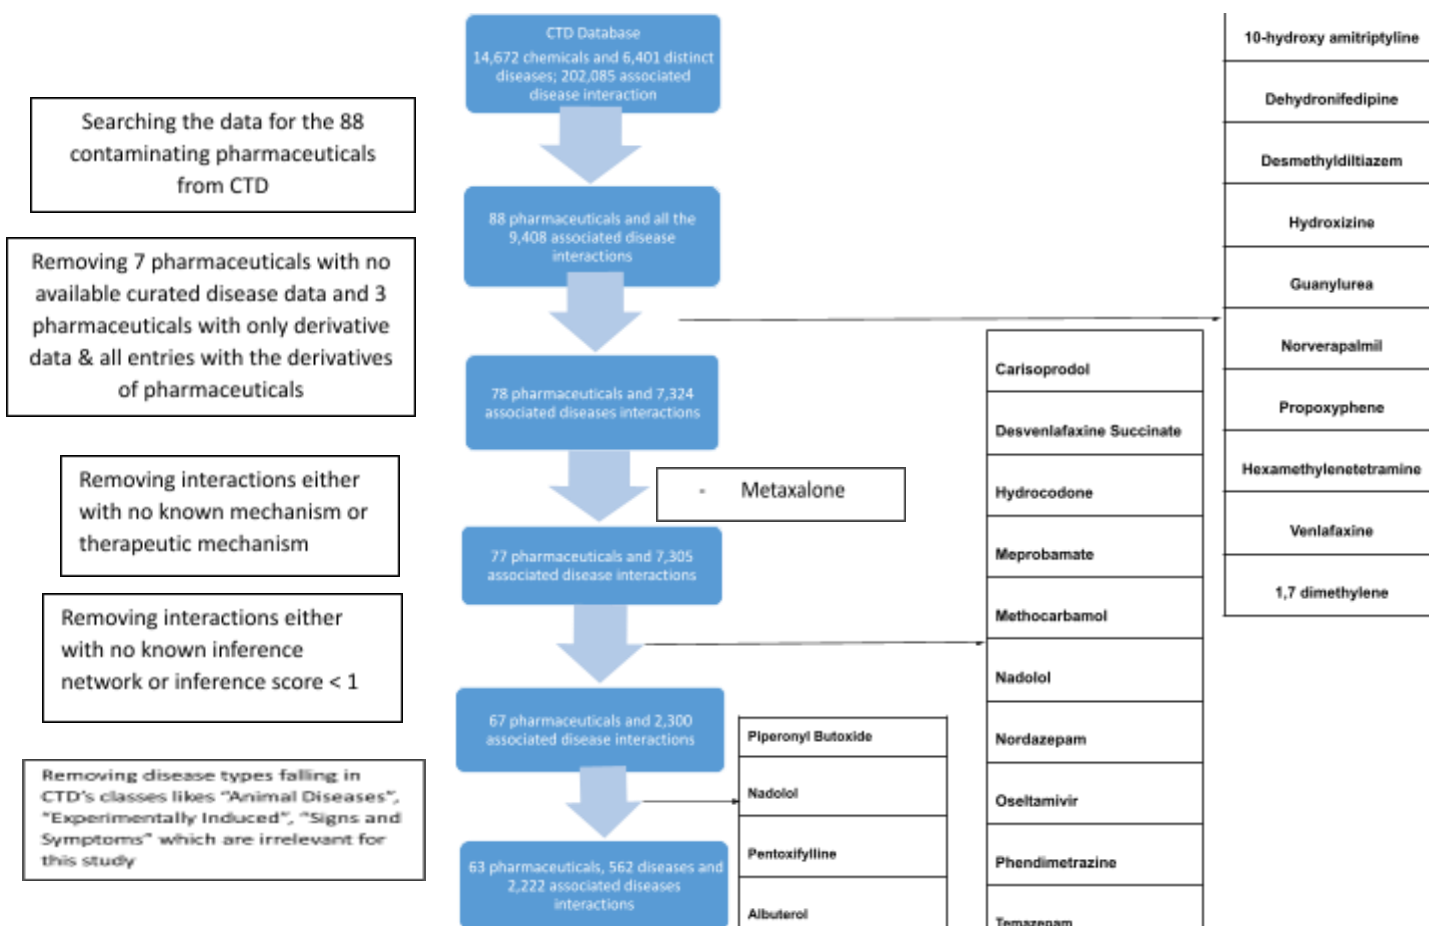 CTD Database
14,672 chemicals and 6,401 distinct
diseases; 202,085 associated
disease interaction
Searching the data for the 88
contaminating pharmaceuticals
from CTD
88 pharmaceuticals and all the
9,408 associated disease
interactions
Removing 7 pharmaceuticals with no
available curated disease data and 3
pharmaceuticals with only derivative
data & all entries with the derivatives
of pharmaceuticals
10-hydroxy amitriptyline
Dehydronifedipine
Desmethyldiltiazem
Hydroxizine
Guanylurea
Norverapalmil
Propoxyphene
Hexamethylenetetramine
Venlafaxine
1,7 dimethylene
78 pharmaceuticals and 7,324
associated diseases interactions
Removing interactions either
with no known mechanism or
therapeutic mechanism
- Metaxalone
77 pharmaceuticals and 7,305
associated disease interactions
Removing interactions either
with no known inference
network or inference score < 1
Carisoprodol
Desvenlafaxine Succinate
Hydrocodone
Meprobamate
Methocarbamol
Nadolol
Nordazepam
Oseltamivir
Phendimetrazine
Temazepam
67 pharmaceuticals and 2,300
associated disease interactions
Removing disease types falling in
CTD's classes likes "Animal Diseases",
"Experimentally Induced", "Signs and
Symptoms" which are irrelevant for
this study
Piperonyl Butoxide
Nadolol
Pentoxifylline
Albuterol
63 pharmaceuticals, 562 diseases and
2,222 associated diseases
interactions